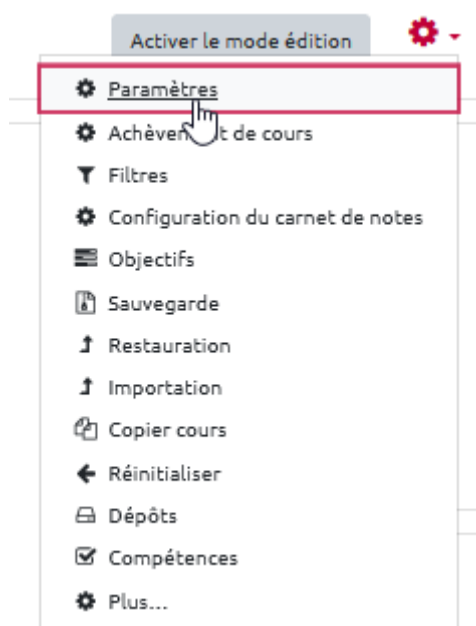 Activer le mode édition
Paramètres
Achèvement de cours
Filtres
Configuration du carnet de notes
Objectifs
Sauvegarde
Restauration
Importation
Copier cours
Réinitialiser
Dépôts
Compétences
Plus...